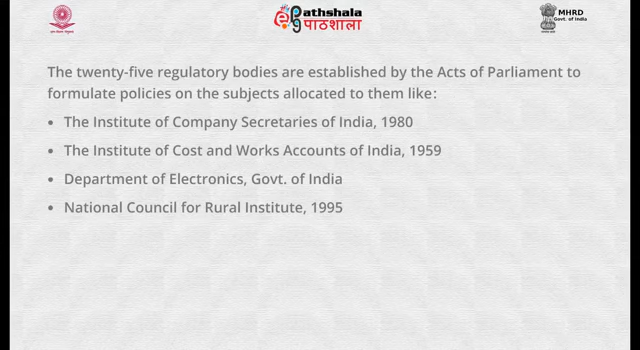 Pathshala
पाठशाला
MHRD
Govt. of India
The twenty-five regulatory bodies are established by the Acts of Parliament to
formulate policies on the subjects allocated to them like:
• The Institute of Company Secretaries of India, 1980
• The Institute of Cost and Works Accounts of India, 1959
• Department of Electronics, Govt. of India
• National Council for Rural Institute, 1995